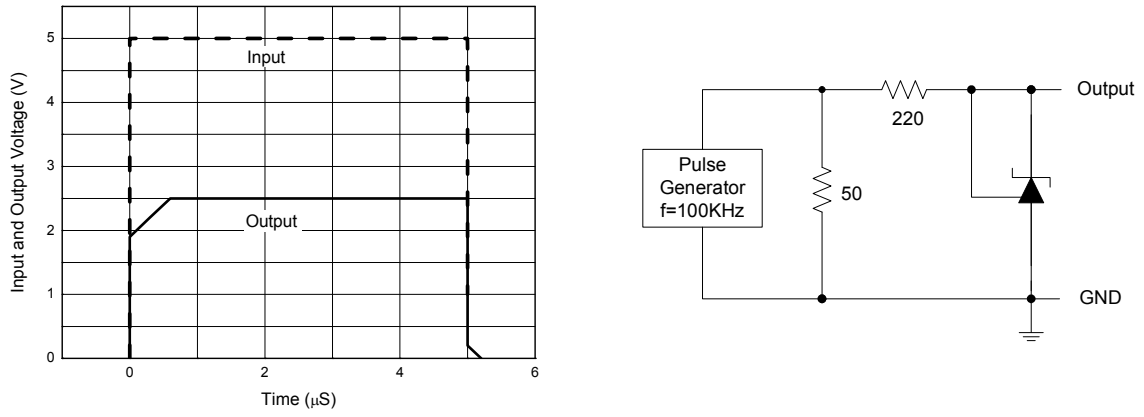 Input and Output Voltage (V)
5
4
3
2
1
0
Input
Output
0
2
4
6
Time (μS)
Pulse
Generator
f=100KHz
50
220
Output
GND